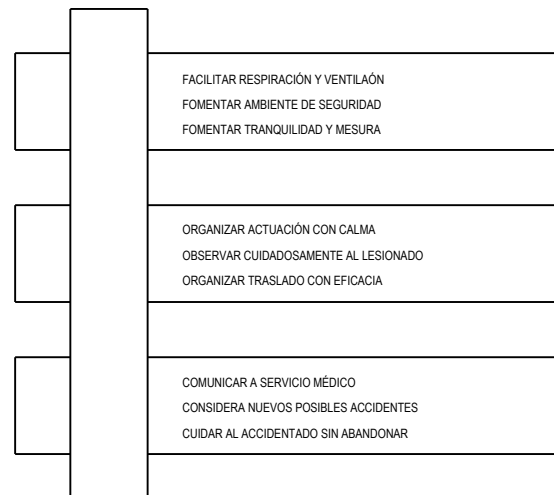 FACILITAR RESPIRACIÓN Y VENTILAÓN
FOMENTAR AMBIENTE DE SEGURIDAD
FOMENTAR TRANQUILIDAD Y MESURA
ORGANIZAR ACTUACIÓN CON CALMA
OBSERVAR CUIDADOSAMENTE AL LESIONADO
ORGANIZAR TRASLADO CON EFICACIA
COMUNICAR A SERVICIO MÉDICO
CONSIDERA NUEVOS POSIBLES ACCIDENTES
CUIDAR AL ACCIDENTADO SIN ABANDONAR